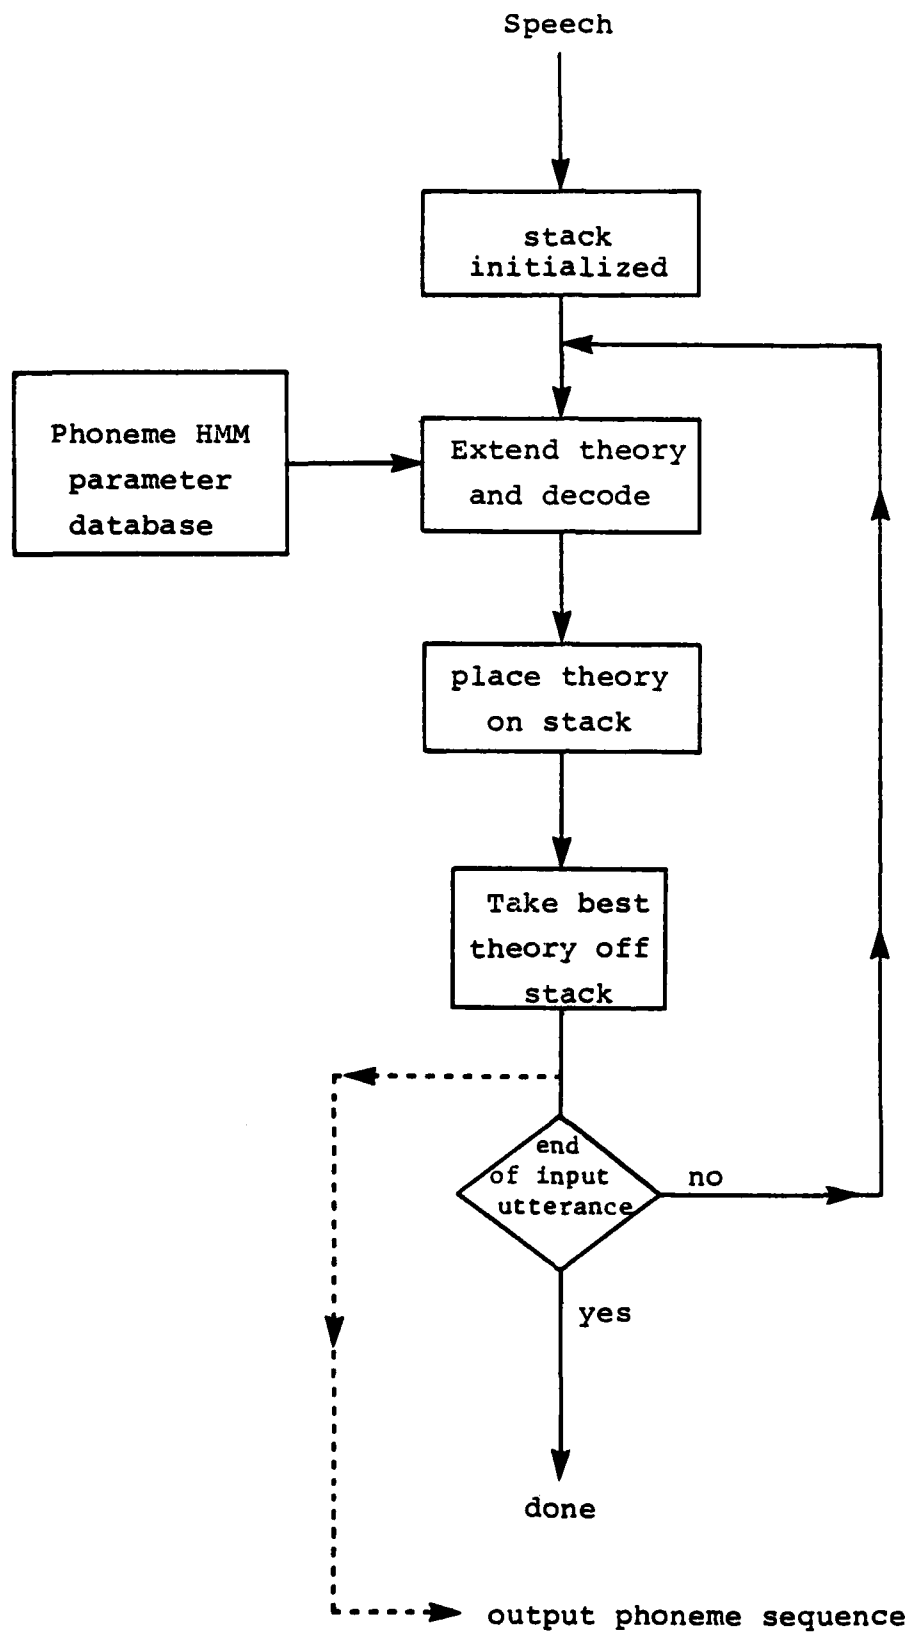 Speech
stack
initialized
Phoneme HMM
parameter
database
Extend theory
and decode
place theory
on stack
Take best
theory off
stack
end
of input
utterance
no
yes
done
output phoneme sequence